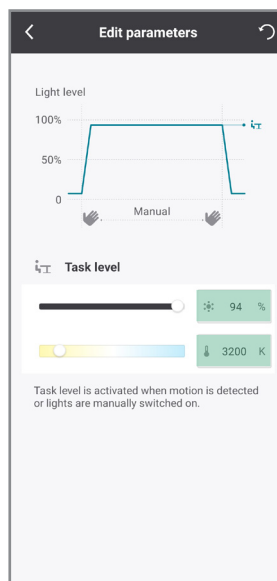 Edit parameters
Light level
100%
50%
0
Manual
Task level
94 %
3200 K
Task level is activated when motion is detected
or lights are manually switched on.